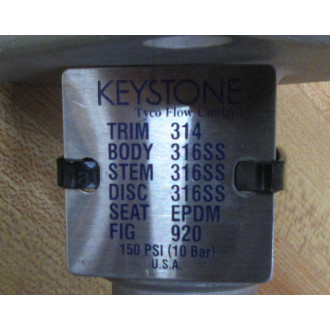 KEYSTONE
Tyco Flow Control
TRIM 314
BODY 316SS
STEM 316SS
DISC 316SS
SEAT EPDM
FIG 920
150 PSI (10 Bar)
U.S.A.